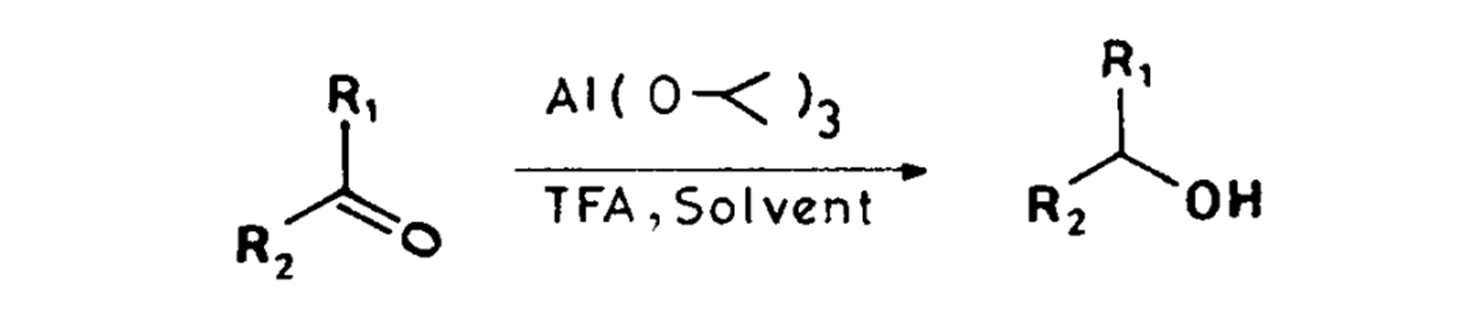 R1
R2
O
Al( O )3
TFA, Solvent
R1
R2
OH